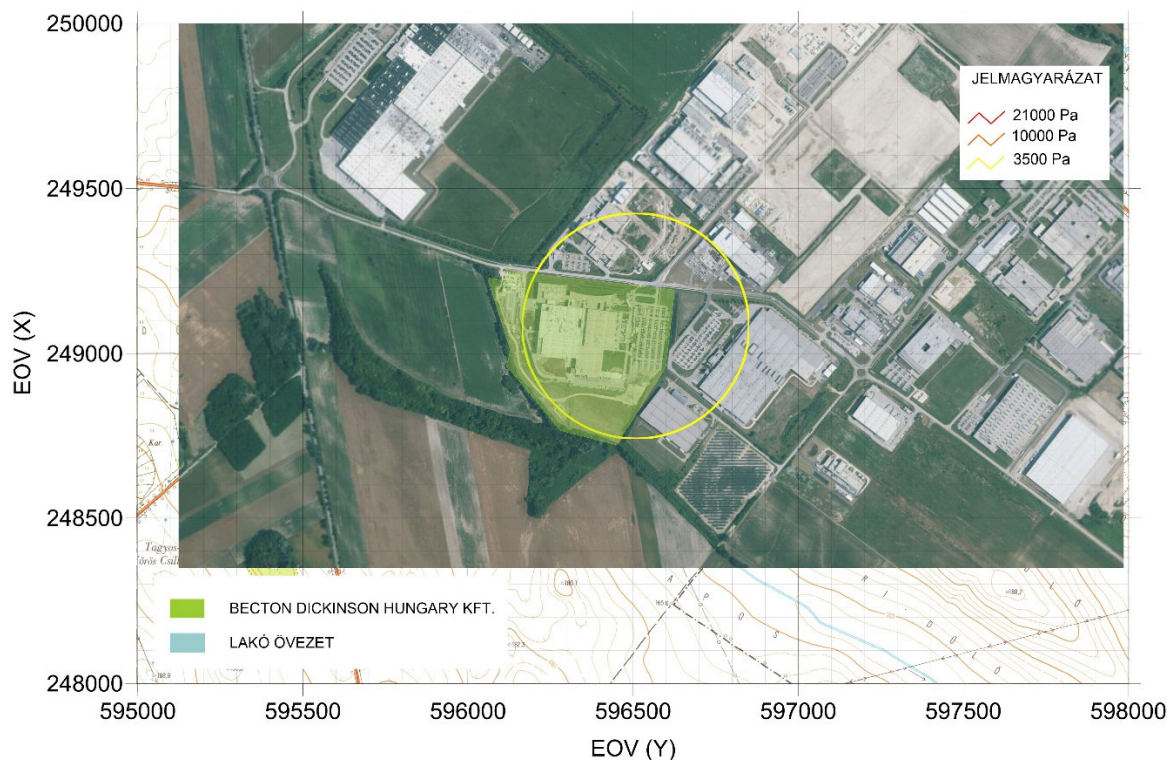 250000
249500
249000
248500
248000
EOV (X)
JELMAGYARÁZAT
21000 Pa
10000 Pa
3500 Pa
Kar.
BECTON DICKINSON HUNGARY KFT.
LAKÓ ÖVEZET
595000
595500
596000
596500
597000
597500
598000
EOV (Y)